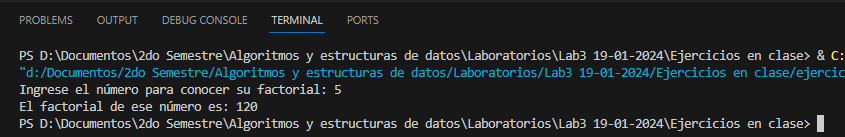 PROBLEMS OUTPUT DEBUG CONSOLE TERMINAL PORTS
PS D:\Documentos\2do Semestre\Algoritmos y estructuras de datos\Laboratorios\Lab3 19-01-2024\Ejercicios en clase> & C:
"d:/Documentos/2do Semestre/Algoritmos y estructuras de datos/Laboratorios/Lab3 19-01-2024/Ejercicios en clase/ejercic
Ingrese el número para conocer su factorial: 5
El factorial de ese número es: 120
PS D:\Documentos\2do Semestre\Algoritmos y estructuras de datos\Laboratorios\Lab3 19-01-2024\Ejercicios en clase>